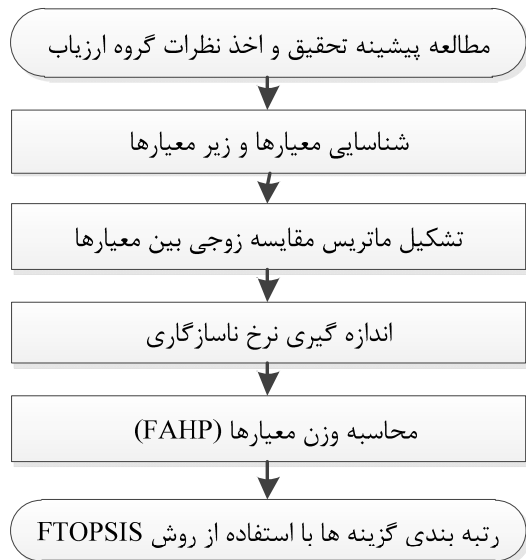 مطالعه پیشینه تحقیق و اخذ نظرات گروه ارزیاب
شناسایی معیارها و زیر معیارها
تشکیل ماتریس مقایسه زوجی بین معیارها
اندازه گیری نرخ ناسازگاری
محاسبه وزن معیارها (FAHP)
رتبه بندی گزینه ها با استفاده از روش FTOPSIS